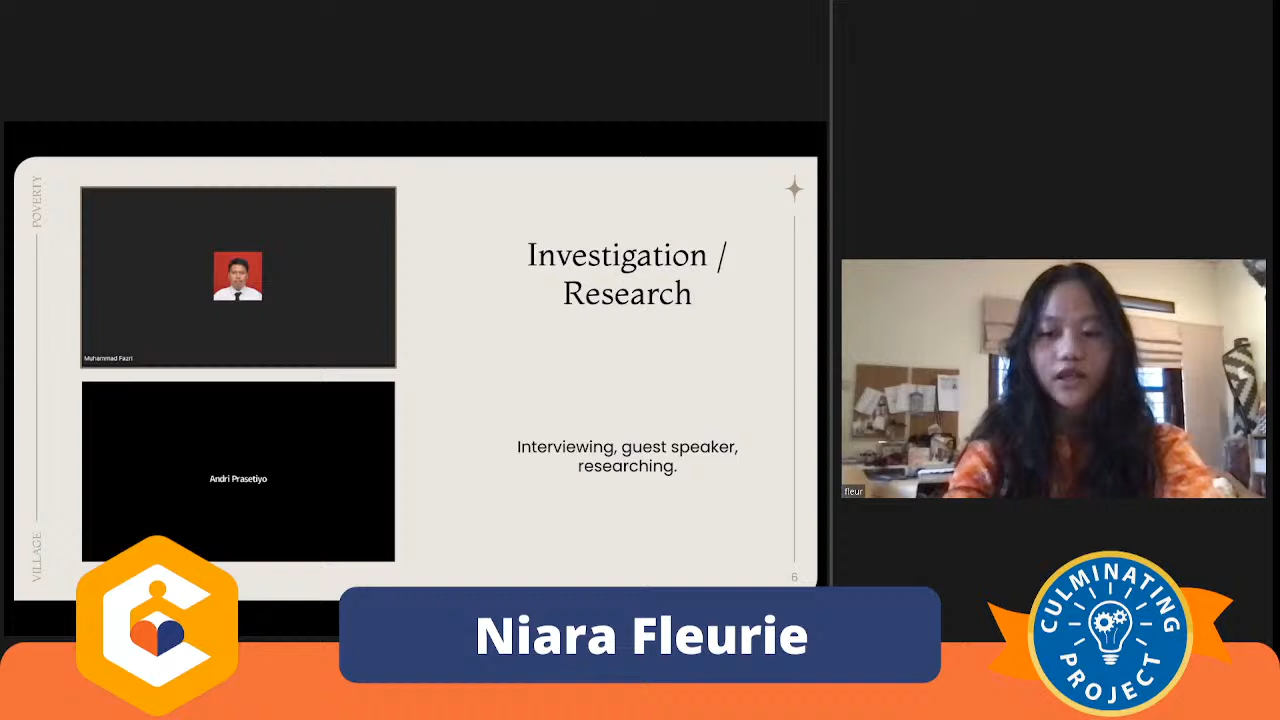 POVERTY
VILLAGE
Muhammad Fazri
Andri Prasetiyo
Investigation /
Research
Interviewing, guest speaker,
researching.
6
fleur
Niara Fleurie
CULMINATING
PROJECT